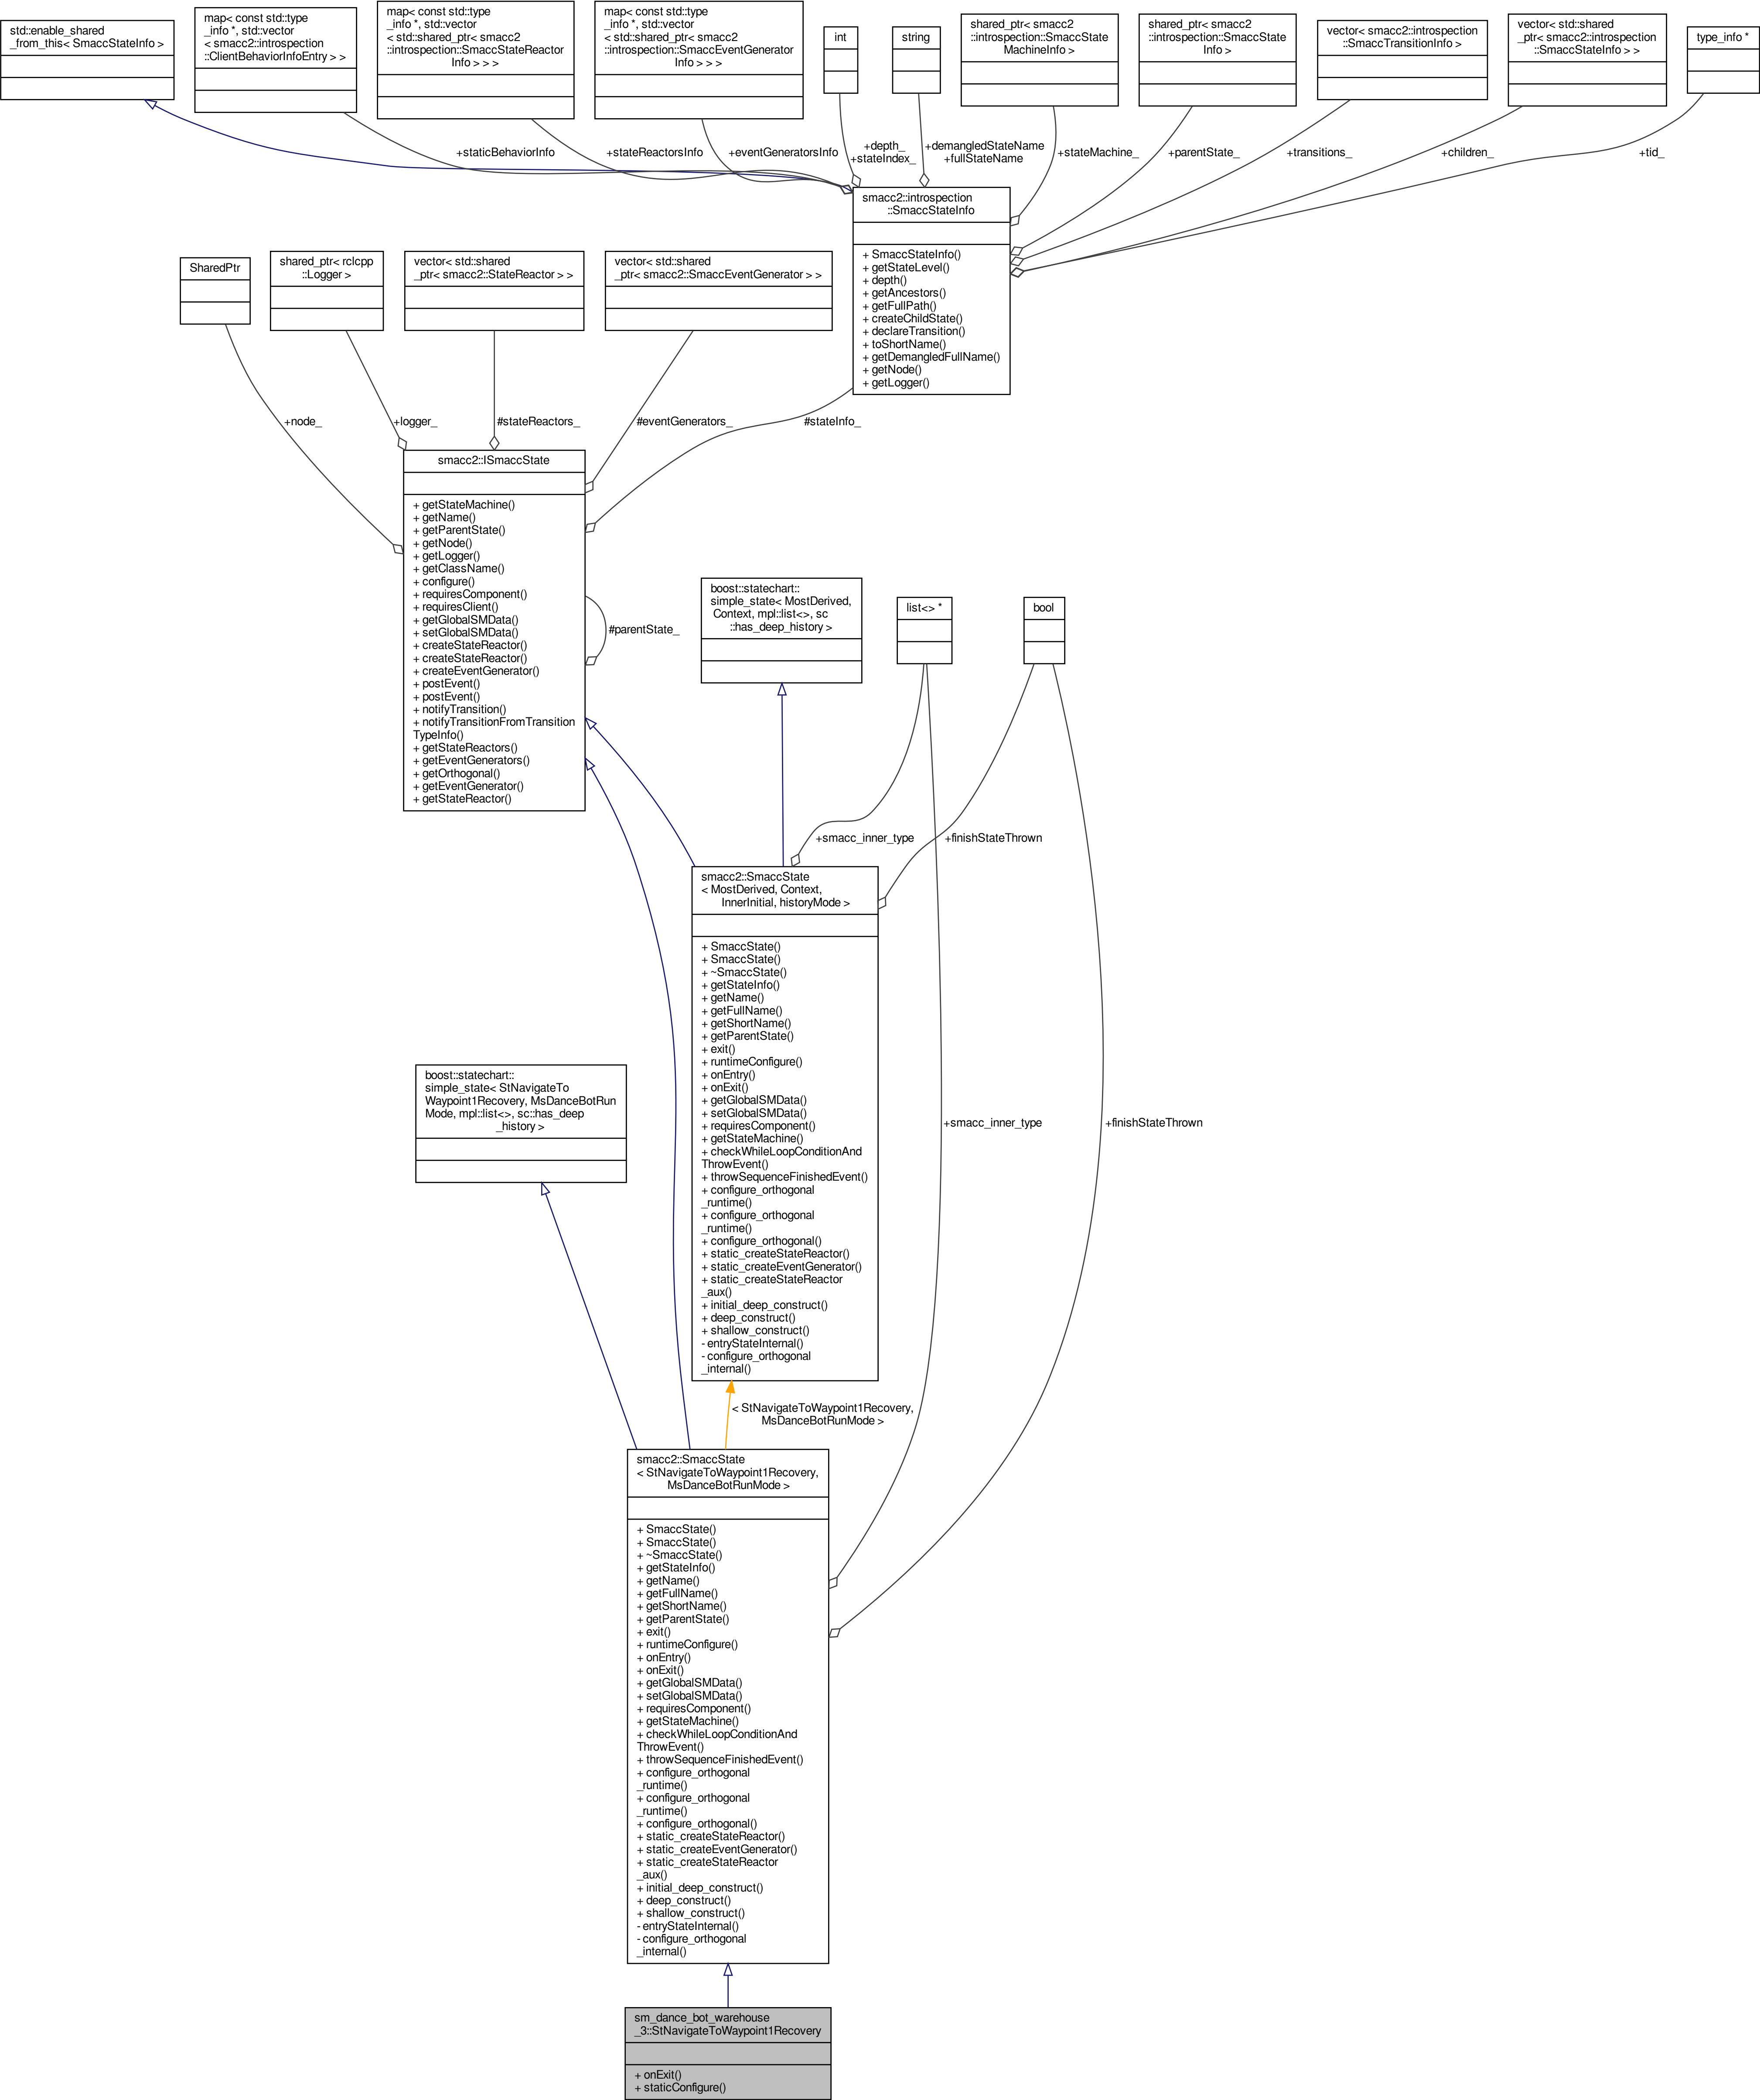 std::enable_shared
_from_this< SmaccStateInfo >
map< const std::type
_info *, std::vector
< smacc2::introspection
::ClientBehaviorInfoEntry > >
map< const std::type
_info *, std::vector
< std::shared_ptr< smacc2
::introspection::SmaccStateReactor
Info > > >
map< const std::type
_info *, std::vector
< std::shared_ptr< smacc2
::introspection::SmaccEventGenerator
Info > > >
int
string
shared_ptr< smacc2
::introspection::SmaccState
MachineInfo >
shared_ptr< smacc2
::introspection::SmaccState
Info >
vector< smacc2::introspection
::SmaccTransitionInfo >
vector< std::shared
_ptr< smacc2::introspection
::SmaccStateInfo > >
type_info *
+staticBehaviorInfo
+stateReactorsInfo
+eventGeneratorsInfo
+depth_
+stateIndex_
+demangledStateName
+fullStateName
+stateMachine_
+parentState_
+transitions_
+children_
+tid_
smacc2::introspection
::SmaccStateInfo
+ SmaccStateInfo()
+ getStateLevel()
+ depth()
+ getAncestors()
+ getFullPath()
+ createChildState()
+ declareTransition()
+ toShortName()
+ getDemangledFullName()
+ getNode()
+ getLogger()
SharedPtr
shared_ptr< rclcpp
::Logger >
vector< std::shared
_ptr< smacc2::StateReactor > >
vector< std::shared
_ptr< smacc2::SmaccEventGenerator > >
+node_
+logger_
#stateReactors_
#eventGenerators_
#stateInfo_
smacc2::ISmaccState
+ getStateMachine()
+ getName()
+ getParentState()
+ getNode()
+ getLogger()
+ getClassName()
+ configure()
+ requiresComponent()
+ requiresClient()
+ getGlobalSMData()
+ setGlobalSMData()
+ createStateReactor()
+ createStateReactor()
+ createEventGenerator()
+ postEvent()
+ postEvent()
+ notifyTransition()
+ notifyTransitionFromTransition
TypeInfo()
+ getStateReactors()
+ getEventGenerators()
+ getOrthogonal()
+ getEventGenerator()
+ getStateReactor()
#parentState_
boost::statechart::
simple_state< MostDerived,
Context, mpl::list<>, sc
::has_deep_history >
list<> *
bool
+smacc_inner_type
+finishStateThrown
smacc2::SmaccState
< MostDerived, Context,
InnerInitial, historyMode >
+ SmaccState()
+ SmaccState()
+ ~SmaccState()
+ getStateInfo()
+ getName()
+ getFullName()
+ getShortName()
+ getParentState()
+ exit()
+ runtimeConfigure()
+ onEntry()
+ onExit()
+ getGlobalSMData()
+ setGlobalSMData()
+ requiresComponent()
+ getStateMachine()
+ checkWhileLoopConditionAnd
ThrowEvent()
+ throwSequenceFinishedEvent()
+ configure_orthogonal
_runtime()
+ configure_orthogonal
_runtime()
+ configure_orthogonal()
+ static_createStateReactor()
+ static_createEventGenerator()
+ static_createStateReactor
_aux()
+ initial_deep_construct()
+ deep_construct()
+ shallow_construct()
- entryStateInternal()
- configure_orthogonal
_internal()
boost::statechart::
simple_state< StNavigateTo
Waypoint1Recovery, MsDanceBotRun
Mode, mpl::list<>, sc::has_deep
_history >
+smacc_inner_type
+finishStateThrown
< StNavigateToWaypoint1Recovery,
MsDanceBotRunMode >
smacc2::SmaccState
< StNavigateToWaypoint1Recovery,
MsDanceBotRunMode >
+ SmaccState()
+ SmaccState()
+ ~SmaccState()
+ getStateInfo()
+ getName()
+ getFullName()
+ getShortName()
+ getParentState()
+ exit()
+ runtimeConfigure()
+ onEntry()
+ onExit()
+ getGlobalSMData()
+ setGlobalSMData()
+ requiresComponent()
+ getStateMachine()
+ checkWhileLoopConditionAnd
ThrowEvent()
+ throwSequenceFinishedEvent()
+ configure_orthogonal
_runtime()
+ configure_orthogonal
_runtime()
+ configure_orthogonal()
+ static_createStateReactor()
+ static_createEventGenerator()
+ static_createStateReactor
_aux()
+ initial_deep_construct()
+ deep_construct()
+ shallow_construct()
- entryStateInternal()
- configure_orthogonal
_internal()
sm_dance_bot_warehouse
_3::StNavigateToWaypoint1Recovery
+ onExit()
+ staticConfigure()